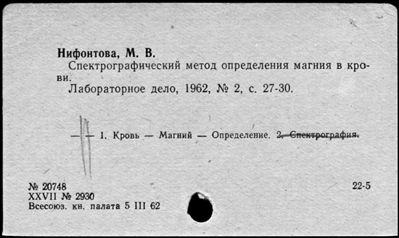 Нифонтова, М. В.
Спектрографический метод определения магния в кро-
ви.
Лабораторное дело, 1962, № 2, с. 27-30.
— 1. Кровь — Магний — Определение. 2. Спектрография.
№ 20748
22-5
XXVII № 2930
Всесоюз. кн. палата 5 III 62